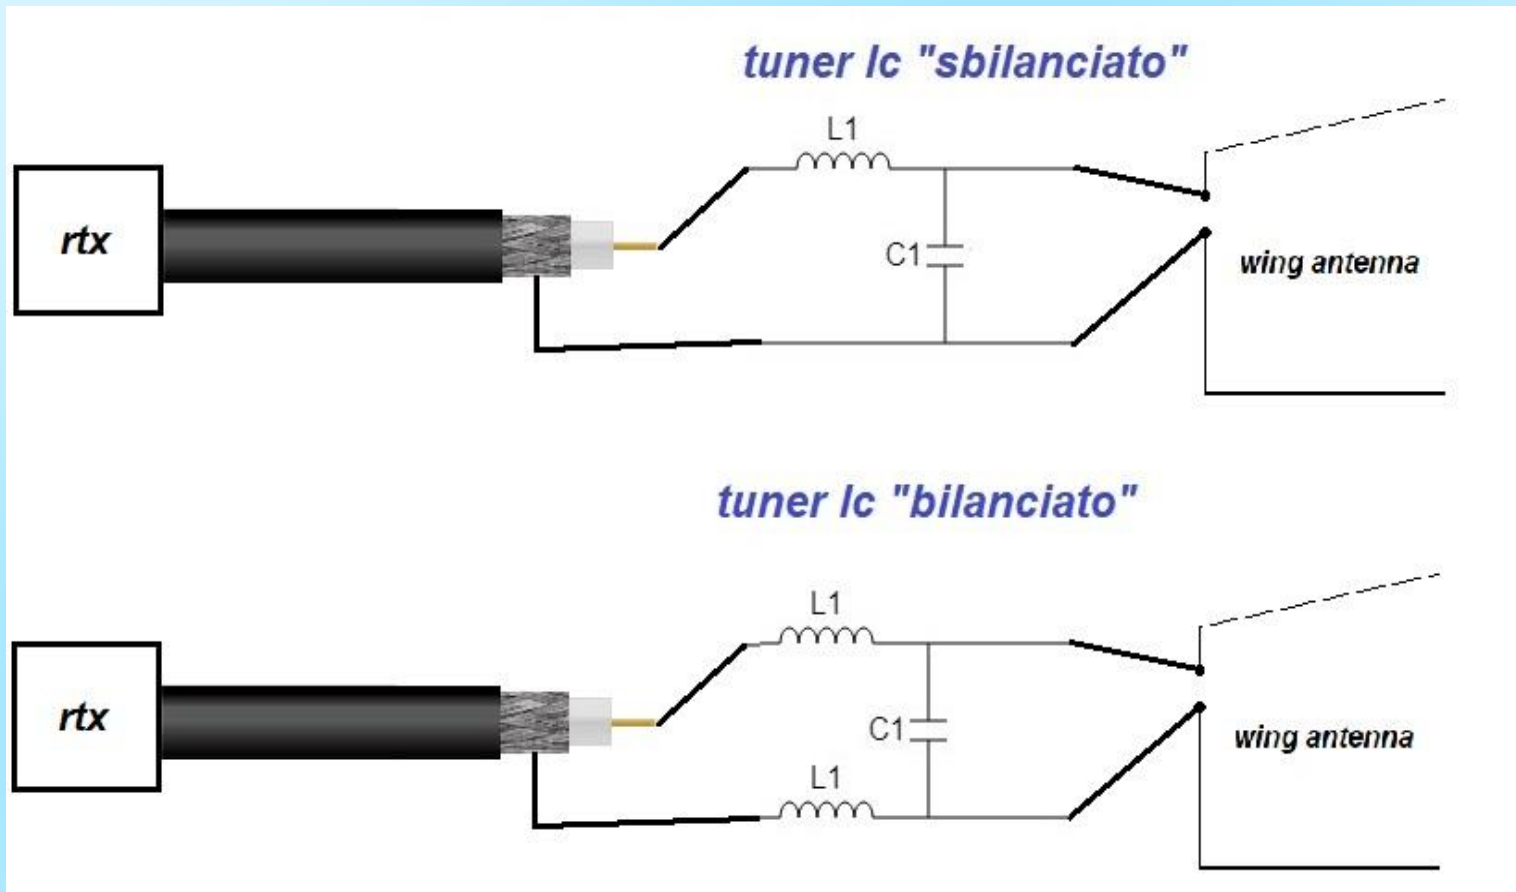 tuner lc "sbilanciato"
L1
rtx
C1
wing antenna
tuner lc "bilanciato"
L1
rtx
C1
wing antenna
L1